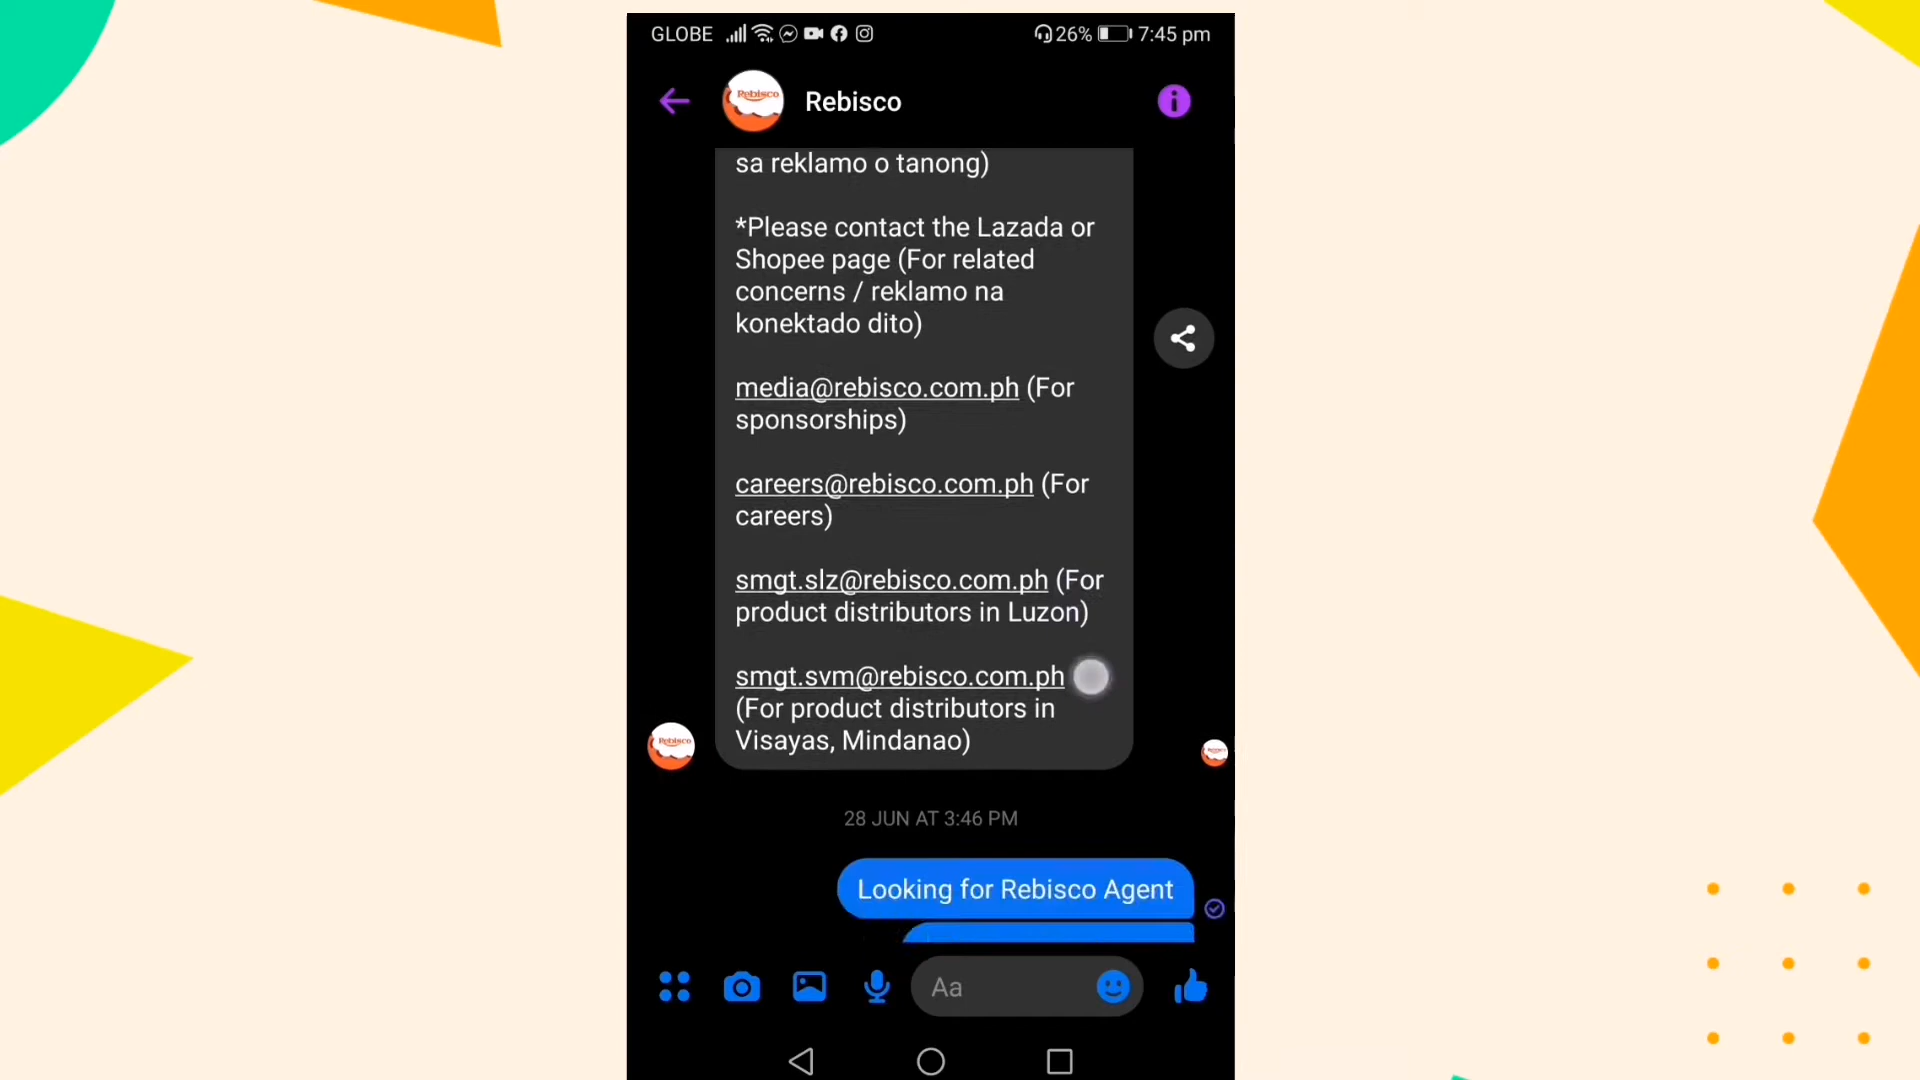 GLOBE 26% 7:45 pm
Rebisco
Rebisco
sa reklamo o tanong)
*Please contact the Lazada or
Shopee page (For related
concerns / reklamo na
konektado dito)
media@rebisco.com.ph (For
sponsorships)
careers@rebisco.com.ph (For
careers)
smgt.slz@rebisco.com.ph (For
product distributors in Luzon)
smgt.svm@rebisco.com.ph
(For product distributors in
Visayas, Mindanao)
Rebisco
28 JUN AT 3:46 PM
Looking for Rebisco Agent
Aa